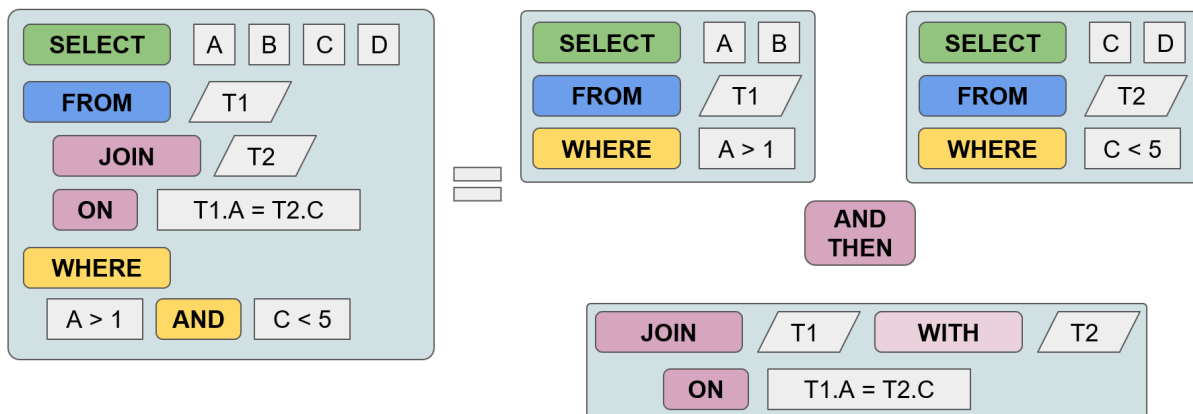 SELECT A B C D
FROM T1
JOIN T2
ON T1.A = T2.C
WHERE
A > 1 AND C < 5
SELECT A B
FROM T1
WHERE A > 1
SELECT C D
FROM T2
WHERE C < 5
AND
THEN
JOIN T1 WITH T2
ON T1.A = T2.C